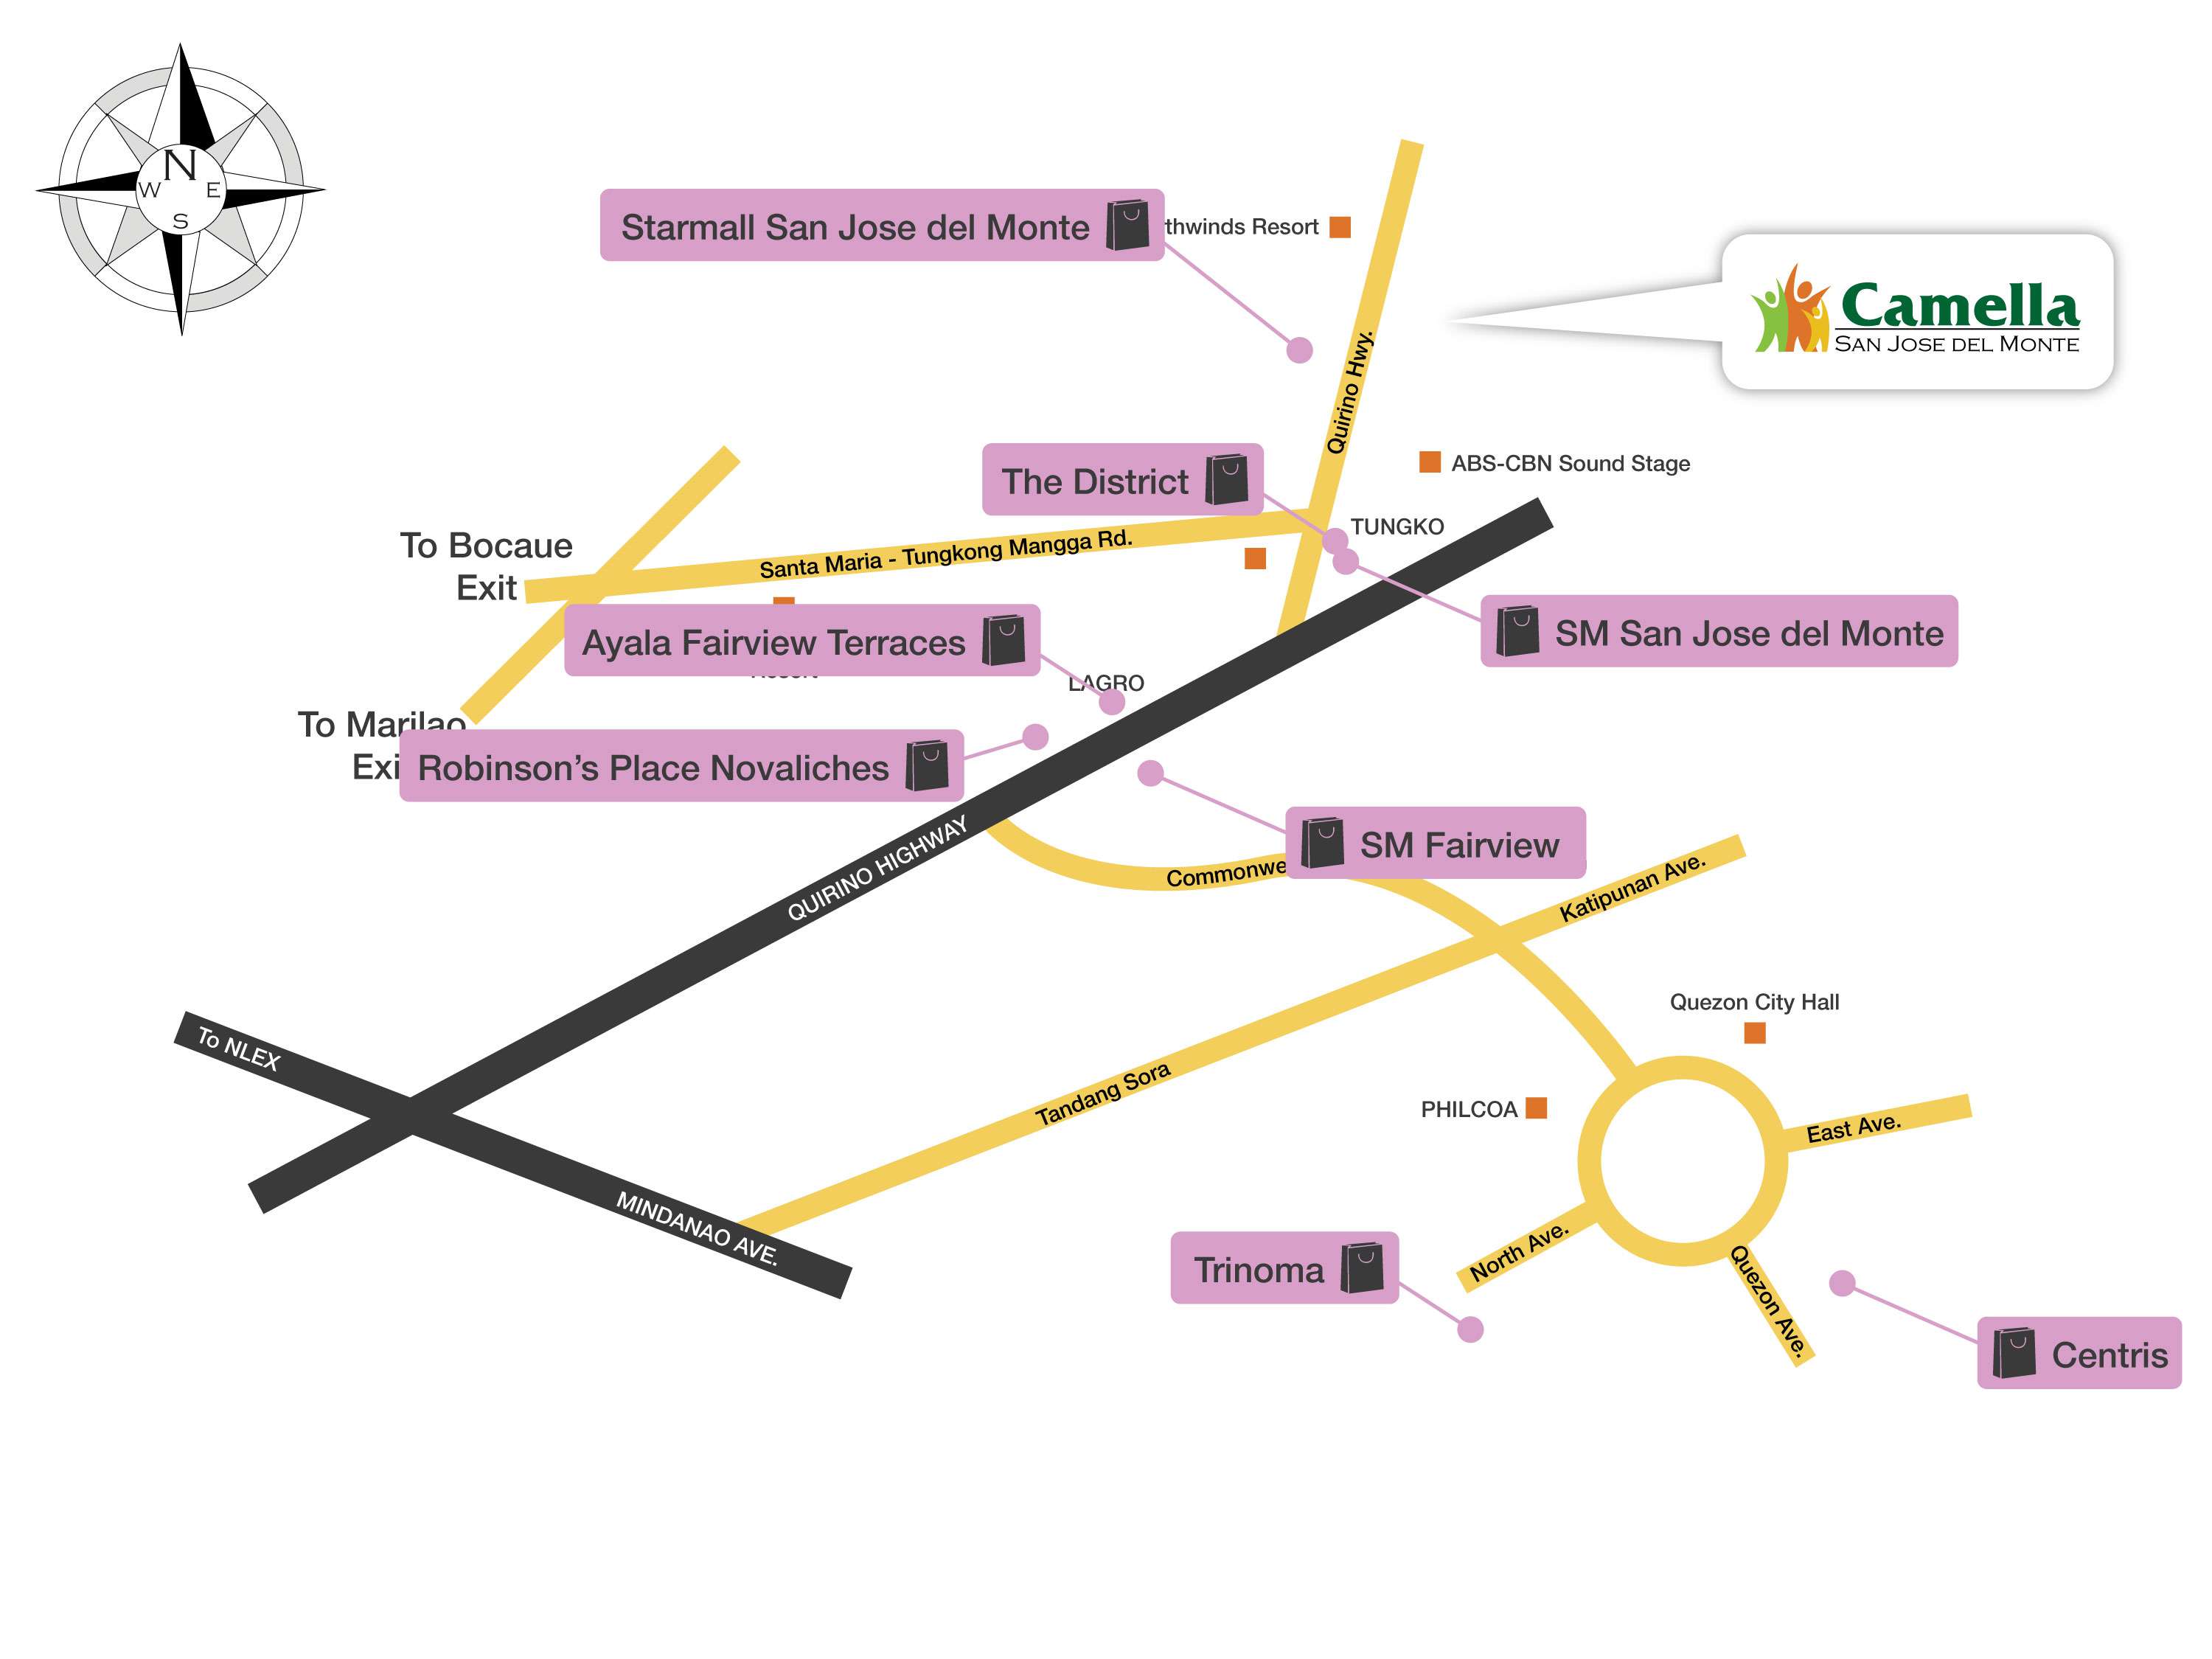 N
W E
S
Starmall San Jose del Monte
thwinds Resort
Camella
SAN JOSE DEL MONTE
Quirino Hwy.
The District
ABS-CBN Sound Stage
TUNGKO
To Bocaue
Exit
Santa Maria - Tungkong Mangga Rd.
Ayala Fairview Terraces
SM San Jose del Monte
LAGRO
To Marilao
Exi
Robinson’s Place Novaliches
SM Fairview
Commonwe
QUIRINO HIGHWAY
Katipunan Ave.
Quezon City Hall
To NLEX
Tandang Sora
PHILCOA
East Ave.
MINDANAO AVE.
North Ave.
Trinoma
Quezon Ave.
Centris